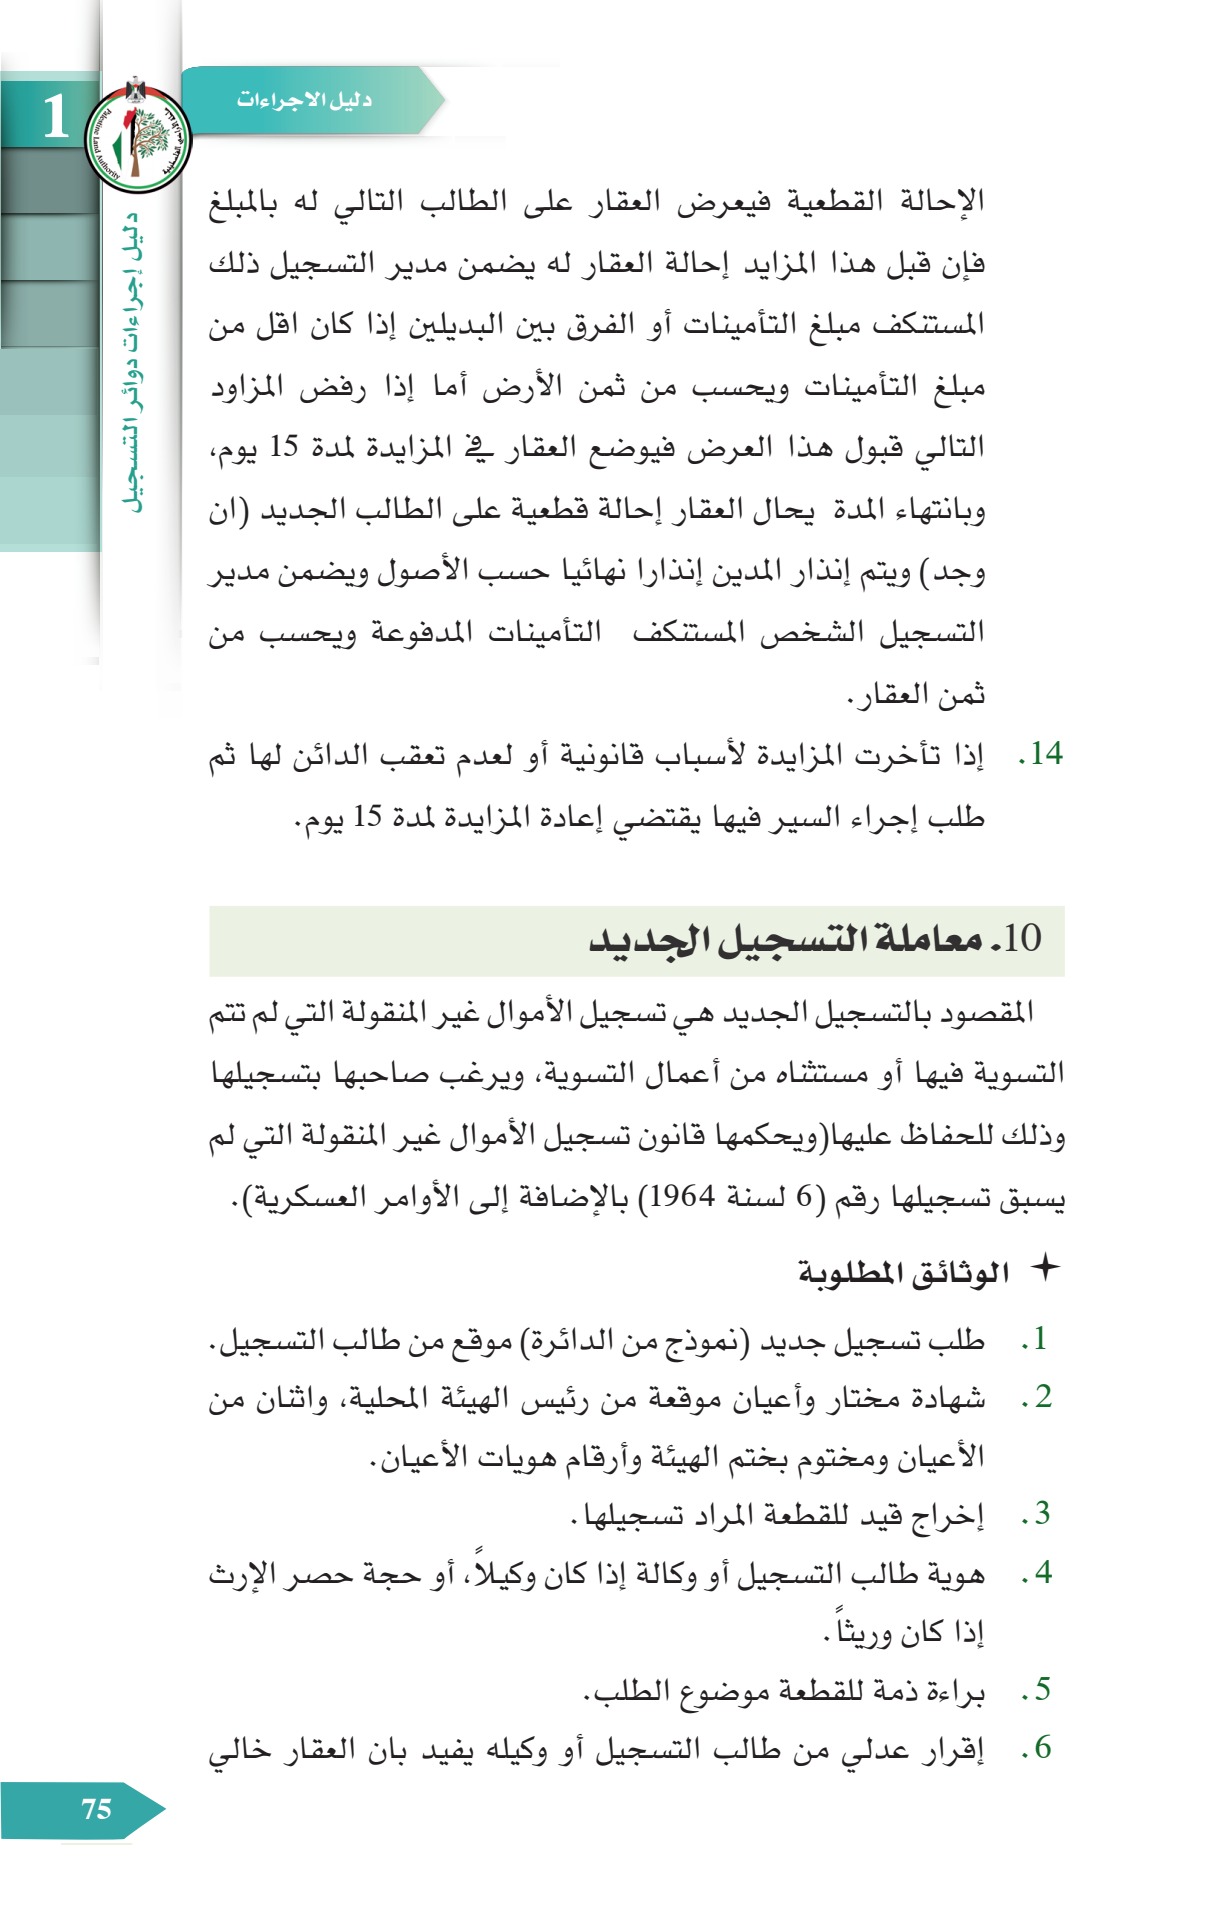 دليل الاجراءات
1
Palestine Land Authority
دليل إجراءات دوائر التسجيل
الإحالة القطعية فيعرض العقار على الطالب التالي له بالمبلغ
فإن قبل هذا المزايد إحالة العقار له يضمن مدير التسجيل ذلك
المستنكف مبلغ التأمينات أو الفرق بين البديلين إذا كان اقل من
مبلغ التأمينات ويحسب من ثمن الأرض أما إذا رفض المزاود
التالي قبول هذا العرض فيوضع العقار في المزايدة لمدة 15 يوم،
وبانتهاء المدة يحال العقار إحالة قطعية على الطالب الجديد (ان
وجد) ويتم إنذار المدين إنذارا نهائيا حسب الأصول ويضمن مدير
التسجيل الشخص المستنكف التأمينات المدفوعة ويحسب من
ثمن العقار.
14. إذا تأخرت المزايدة لأسباب قانونية أو لعدم تعقب الدائن لها ثم
طلب إجراء السير فيها يقتضي إعادة المزايدة لمدة 15 يوم.
10. معاملة التسجيل الجديد
المقصود بالتسجيل الجديد هي تسجيل الأموال غير المنقولة التي لم تتم
التسوية فيها أو مستثناه من أعمال التسوية، ويرغب صاحبها بتسجيلها
وذلك للحفاظ عليها(ويحكمها قانون تسجيل الأموال غير المنقولة التي لم
يسبق تسجيلها رقم (6 لسنة 1964) بالإضافة إلى الأوامر العسكرية).
الوثائق المطلوبة
1. طلب تسجيل جديد (نموذج من الدائرة) موقع من طالب التسجيل.
2. شهادة مختار وأعيان موقعة من رئيس الهيئة المحلية، واثنان من
الأعيان ومختوم بختم الهيئة وأرقام هويات الأعيان.
3. إخراج قيد للقطعة المراد تسجيلها.
4. هوية طالب التسجيل أو وكالة إذا كان وكيلاً، أو حجة حصر الإرث
إذا كان وريثاً.
5. براءة ذمة للقطعة موضوع الطلب.
6. إقرار عدلي من طالب التسجيل أو وكيله يفيد بان العقار خالي
75